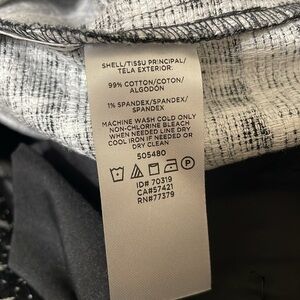 SHELL/TISSU PRINCIPAL/
TELA EXTERIOR:
99% COTTON/COTON/
ALGODÓN
1% SPANDEX/SPANDEX/
SPANDEX
MACHINE WASH COLD ONLY
NON-CHLORINE BLEACH
WHEN NEEDED LINE DRY
COOL IRON IF NEEDED OR
DRY CLEAN
505480
ID# 70319
CA#57421
RN#77379